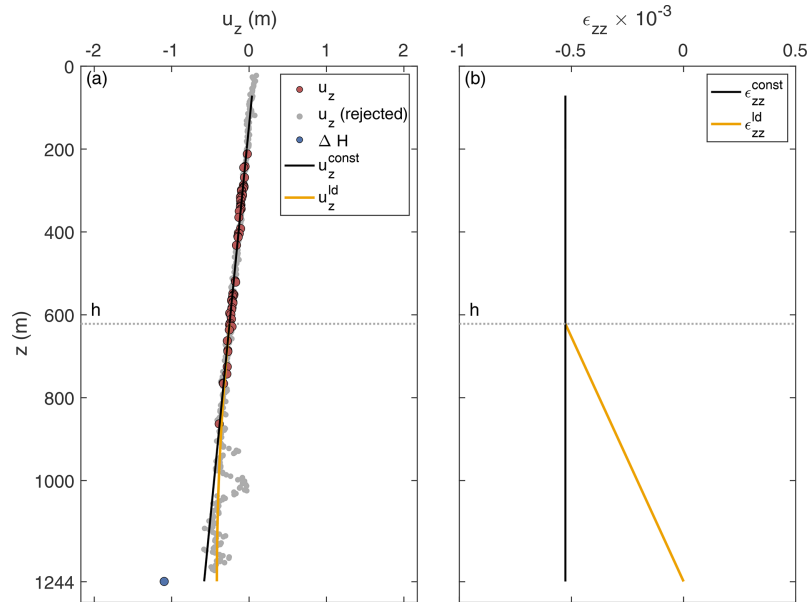 u_z (m)
-2 -1 0 1 2
(a)
u_z
u_z (rejected)
Δ H
u_z^const
u_z^ld
h
0
200
400
600
800
1000
1244
z (m)
ϵ_zz × 10^-3
-1 -0.5 0 0.5
(b)
ϵ_zz^const
ϵ_zz^ld
h